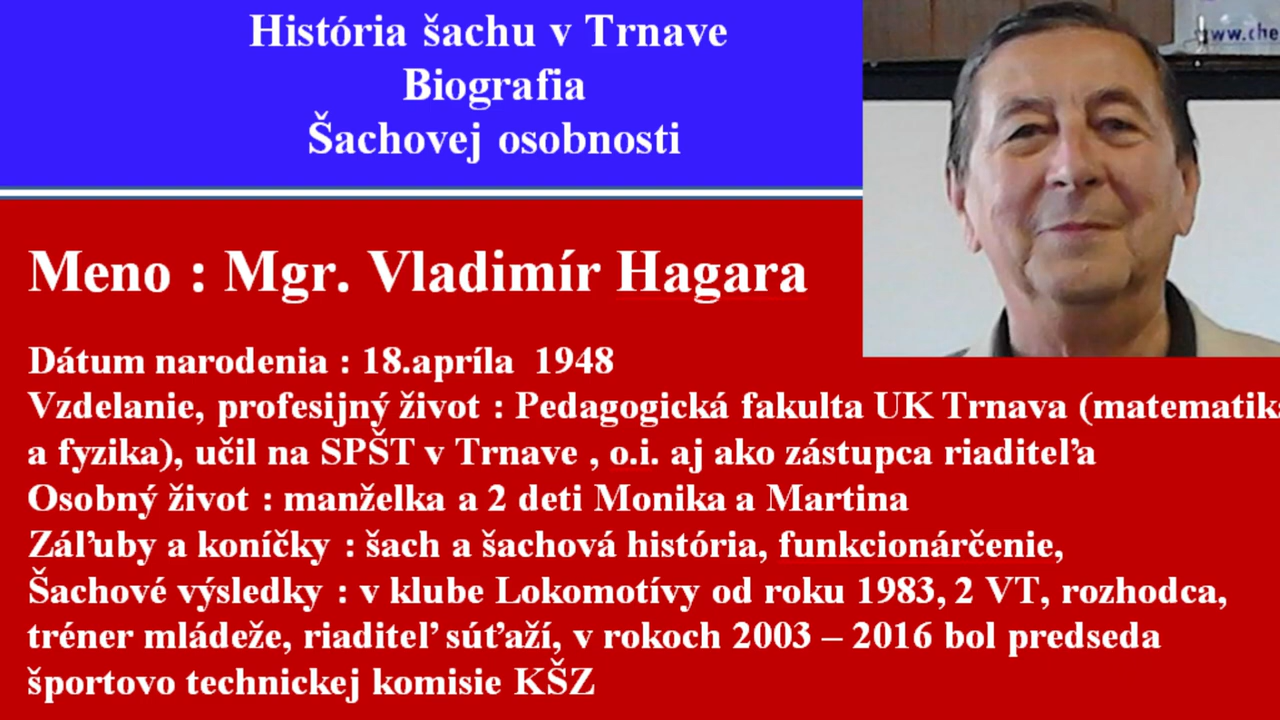 História šachu v Trnave
Biografia
Šachovej osobnosti
www.che
Meno : Mgr. Vladimír Hagara
Dátum narodenia : 18.apríla 1948
Vzdelanie, profesijný život : Pedagogická fakulta UK Trnava (matematik
a fyzika), učil na SPŠT v Trnave , o.i. aj ako zástupca riaditeľa
Osobný život : manželka a 2 deti Monika a Martina
Záľuby a koníčky : šach a šachová história, funkcionárčenie,
Šachové výsledky : v klube Lokomotívy od roku 1983, 2 VT, rozhodca,
tréner mládeže, riaditeľ súťaží, v rokoch 2003 – 2016 bol predseda
športovo technickej komisie KŠZ